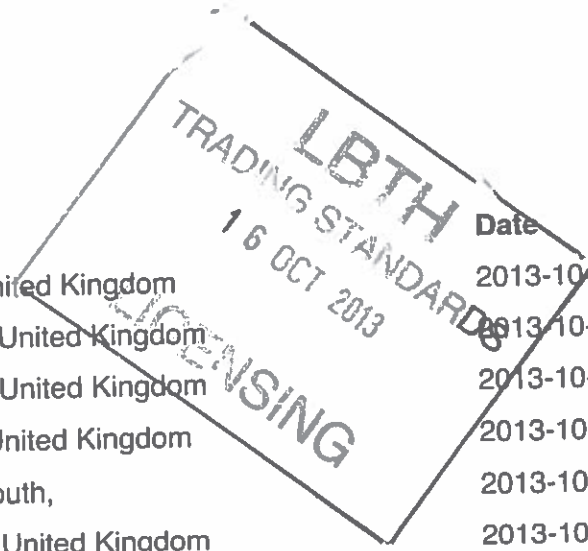 LBTH
TRADING STANDARDS
16 OCT 2013
LICENSING
Date
United Kingdom 2013-10
United Kingdom 2013-10-
United Kingdom 2013-10-
United Kingdom 2013-10
outh, 2013-10
United Kingdom 2013-10